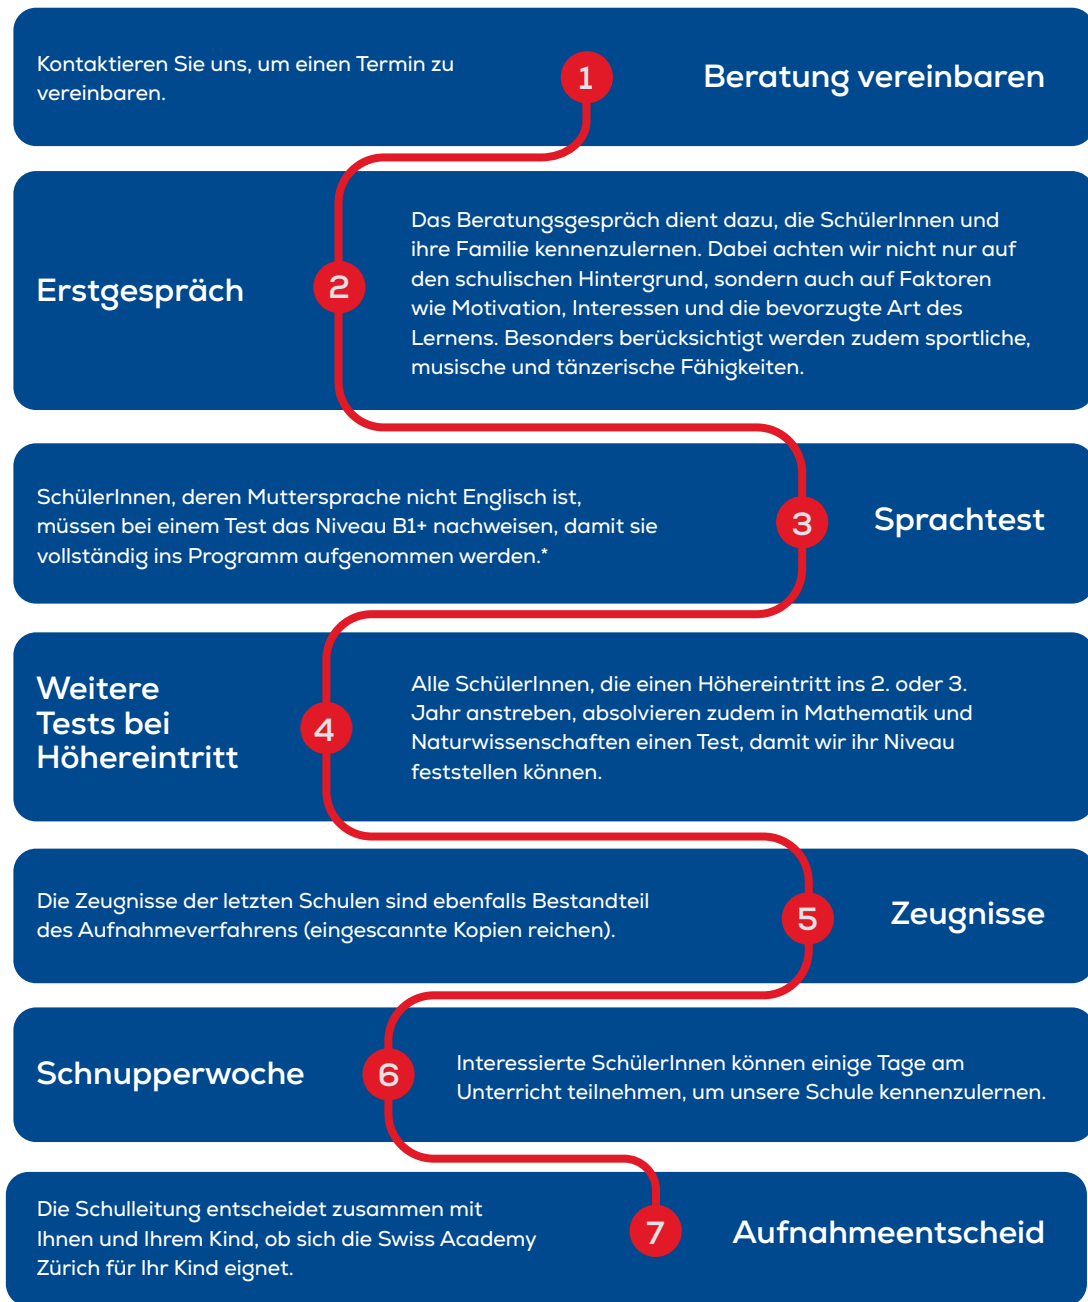 Kontaktieren Sie uns, um einen Termin zu
vereinbaren.
1
Beratung vereinbaren
Erstgespräch
2
Das Beratungsgespräch dient dazu, die SchülerInnen und
ihre Familie kennenzulernen. Dabei achten wir nicht nur auf
den schulischen Hintergrund, sondern auch auf Faktoren
wie Motivation, Interessen und die bevorzugte Art des
Lernens. Besonders berücksichtigt werden zudem sportliche,
musische und tänzerische Fähigkeiten.
SchülerInnen, deren Muttersprache nicht Englisch ist,
müssen bei einem Test das Niveau B1+ nachweisen, damit sie
vollständig ins Programm aufgenommen werden.*
3
Sprachtest
Weitere
Tests bei
Höhereintritt
4
Alle SchülerInnen, die einen Höhereintritt ins 2. oder 3.
Jahr anstreben, absolvieren zudem in Mathematik und
Naturwissenschaften einen Test, damit wir ihr Niveau
feststellen können.
Die Zeugnisse der letzten Schulen sind ebenfalls Bestandteil
des Aufnahmeverfahrens (eingescannte Kopien reichen).
5
Zeugnisse
Schnupperwoche
6
Interessierte SchülerInnen können einige Tage am
Unterricht teilnehmen, um unsere Schule kennenzulernen.
Die Schulleitung entscheidet zusammen mit
Ihnen und Ihrem Kind, ob sich die Swiss Academy
Zürich für Ihr Kind eignet.
7
Aufnahmeentscheid